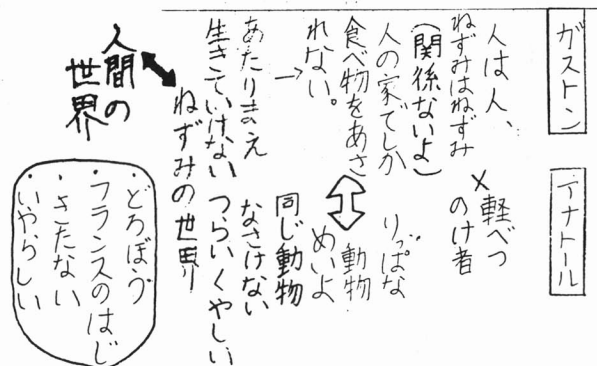 ガストン
人は人、
ねずみはねずみ
(関係ないよ)
人の家でしか
食べ物をあさ
れない。
→
あたりまえ
生きていけない
アナトール
×軽べつ
のけ者
りっぱな
動物
めいよ
同じ動物
なさけない
つらいくやしい
ねずみの世界
人間の
世界
・どろぼう
・フランスのはじ
・きたない
・いやらしい